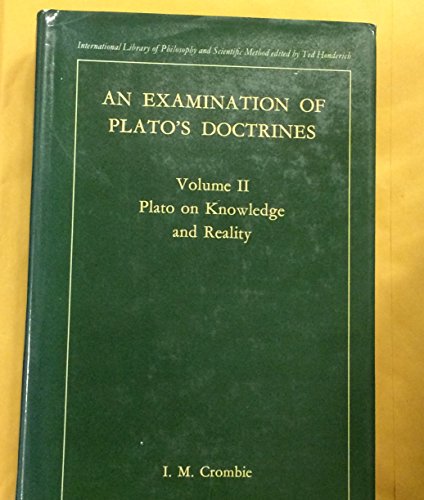 International Library of Philosophy and Scientific Method edited by Ted Honderich
AN EXAMINATION OF
PLATO'S DOCTRINES
Volume II
Plato on Knowledge
and Reality
I. M. Crombie